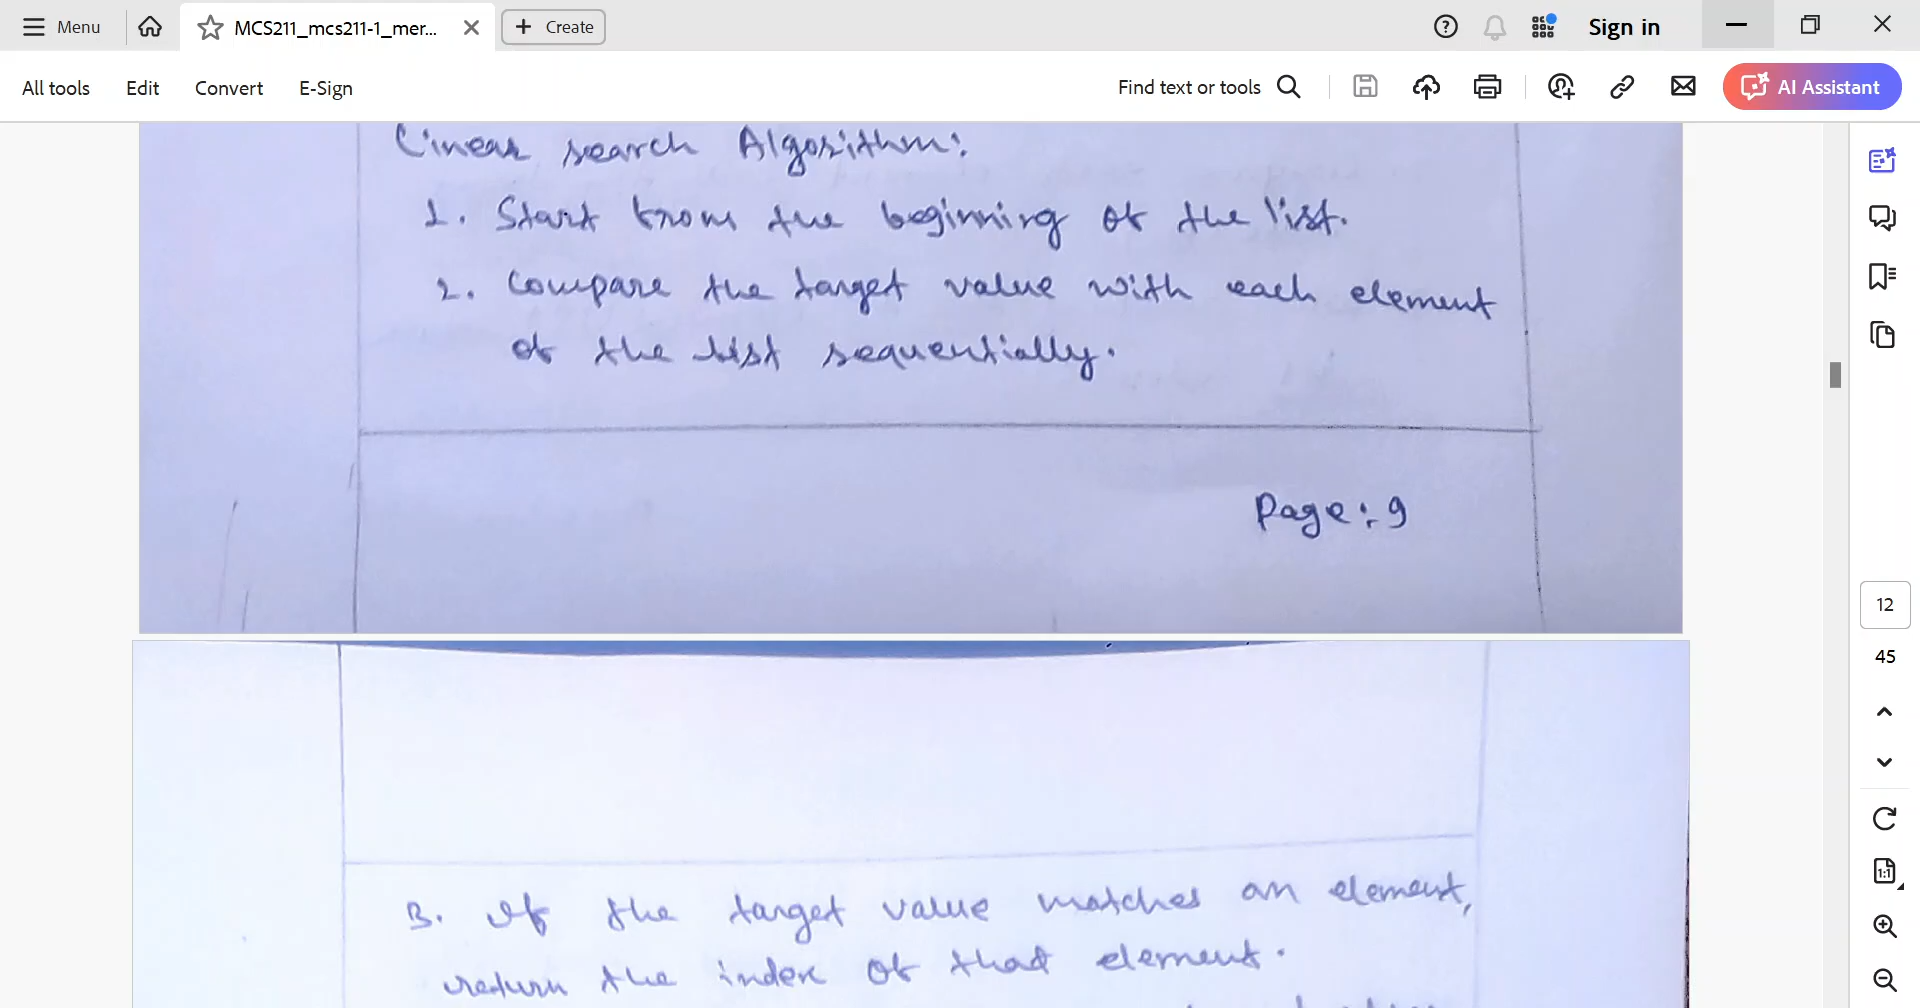 Menu
MCS211_mcs211-1_mer...
Create
Sign in
All tools
Edit
Convert
E-Sign
Find text or tools
AI Assistant
Linear search Algorithm:
1. Start from the beginning of the list.
2. Compare the target value with each element
of the list sequentially.
Page: 9
12
45
3. If the target value matches an element,
return the index of that element.